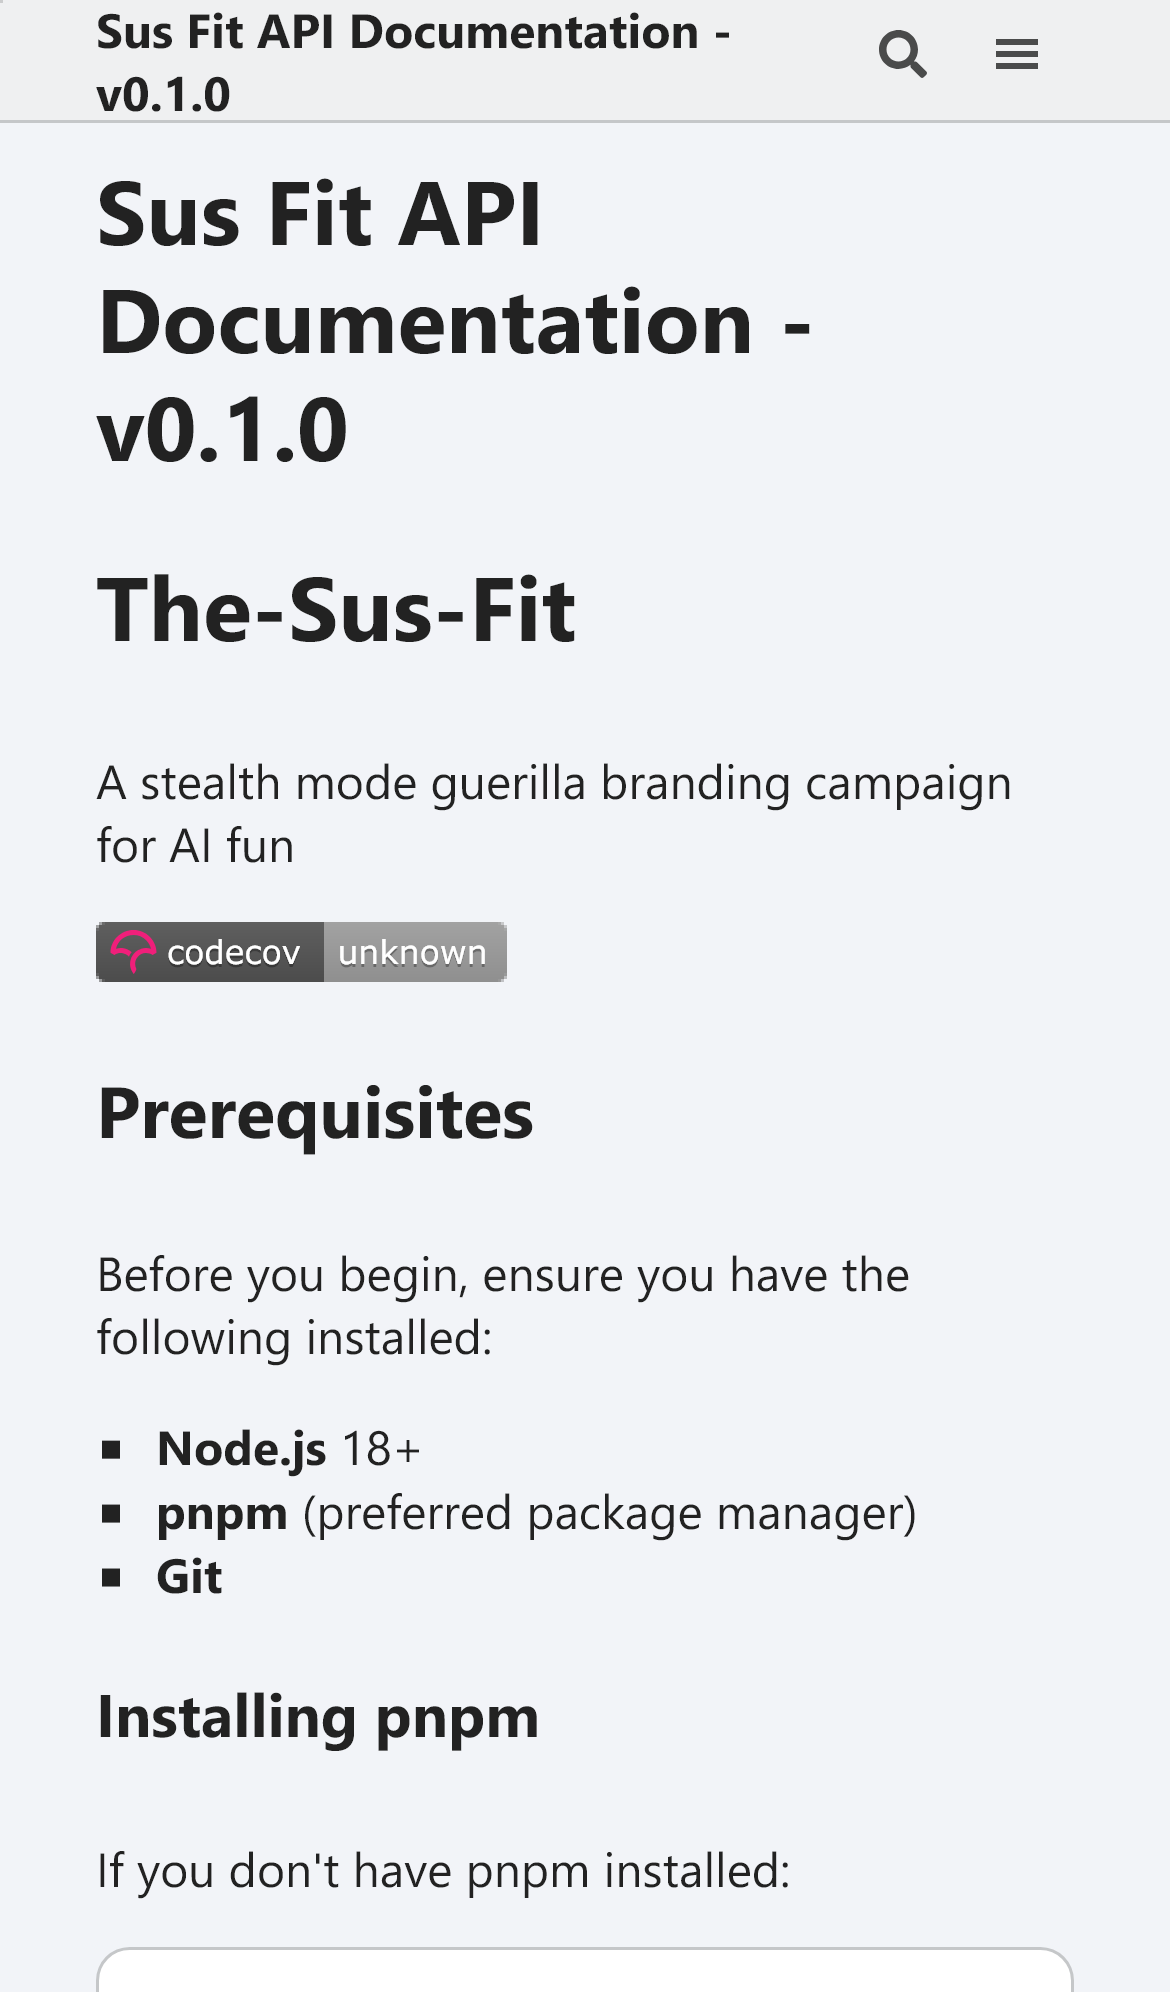 Sus Fit API Documentation -
v0.1.0
Sus Fit API
Documentation -
v0.1.0
The-Sus-Fit
A stealth mode guerilla branding campaign
for AI fun
codecov unknown
Prerequisites
Before you begin, ensure you have the
following installed:
▪ Node.js 18+
▪ pnpm (preferred package manager)
▪ Git
Installing pnpm
If you don't have pnpm installed: